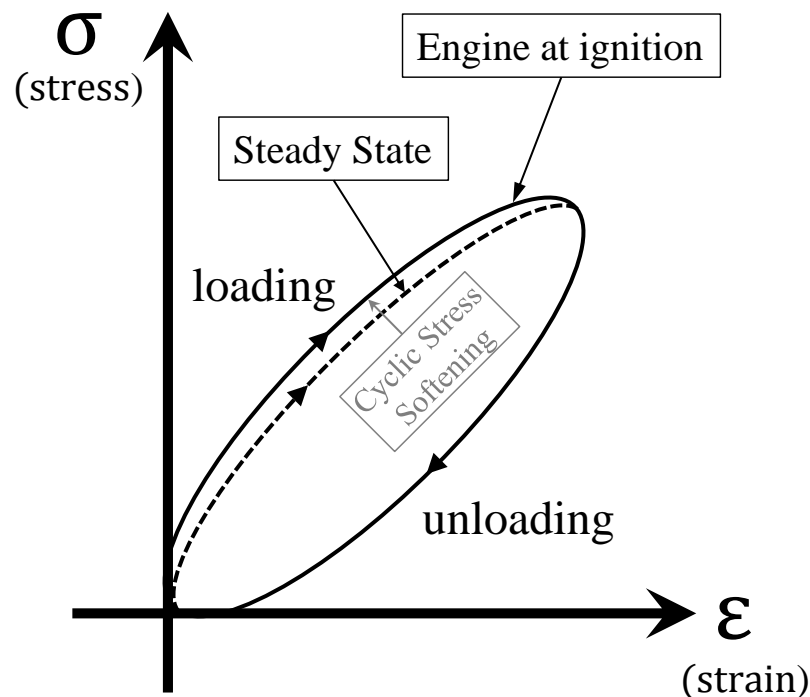 σ
(stress)
Engine at ignition
Steady State
loading
Cyclic Stress
Softening
unloading
ε
(strain)